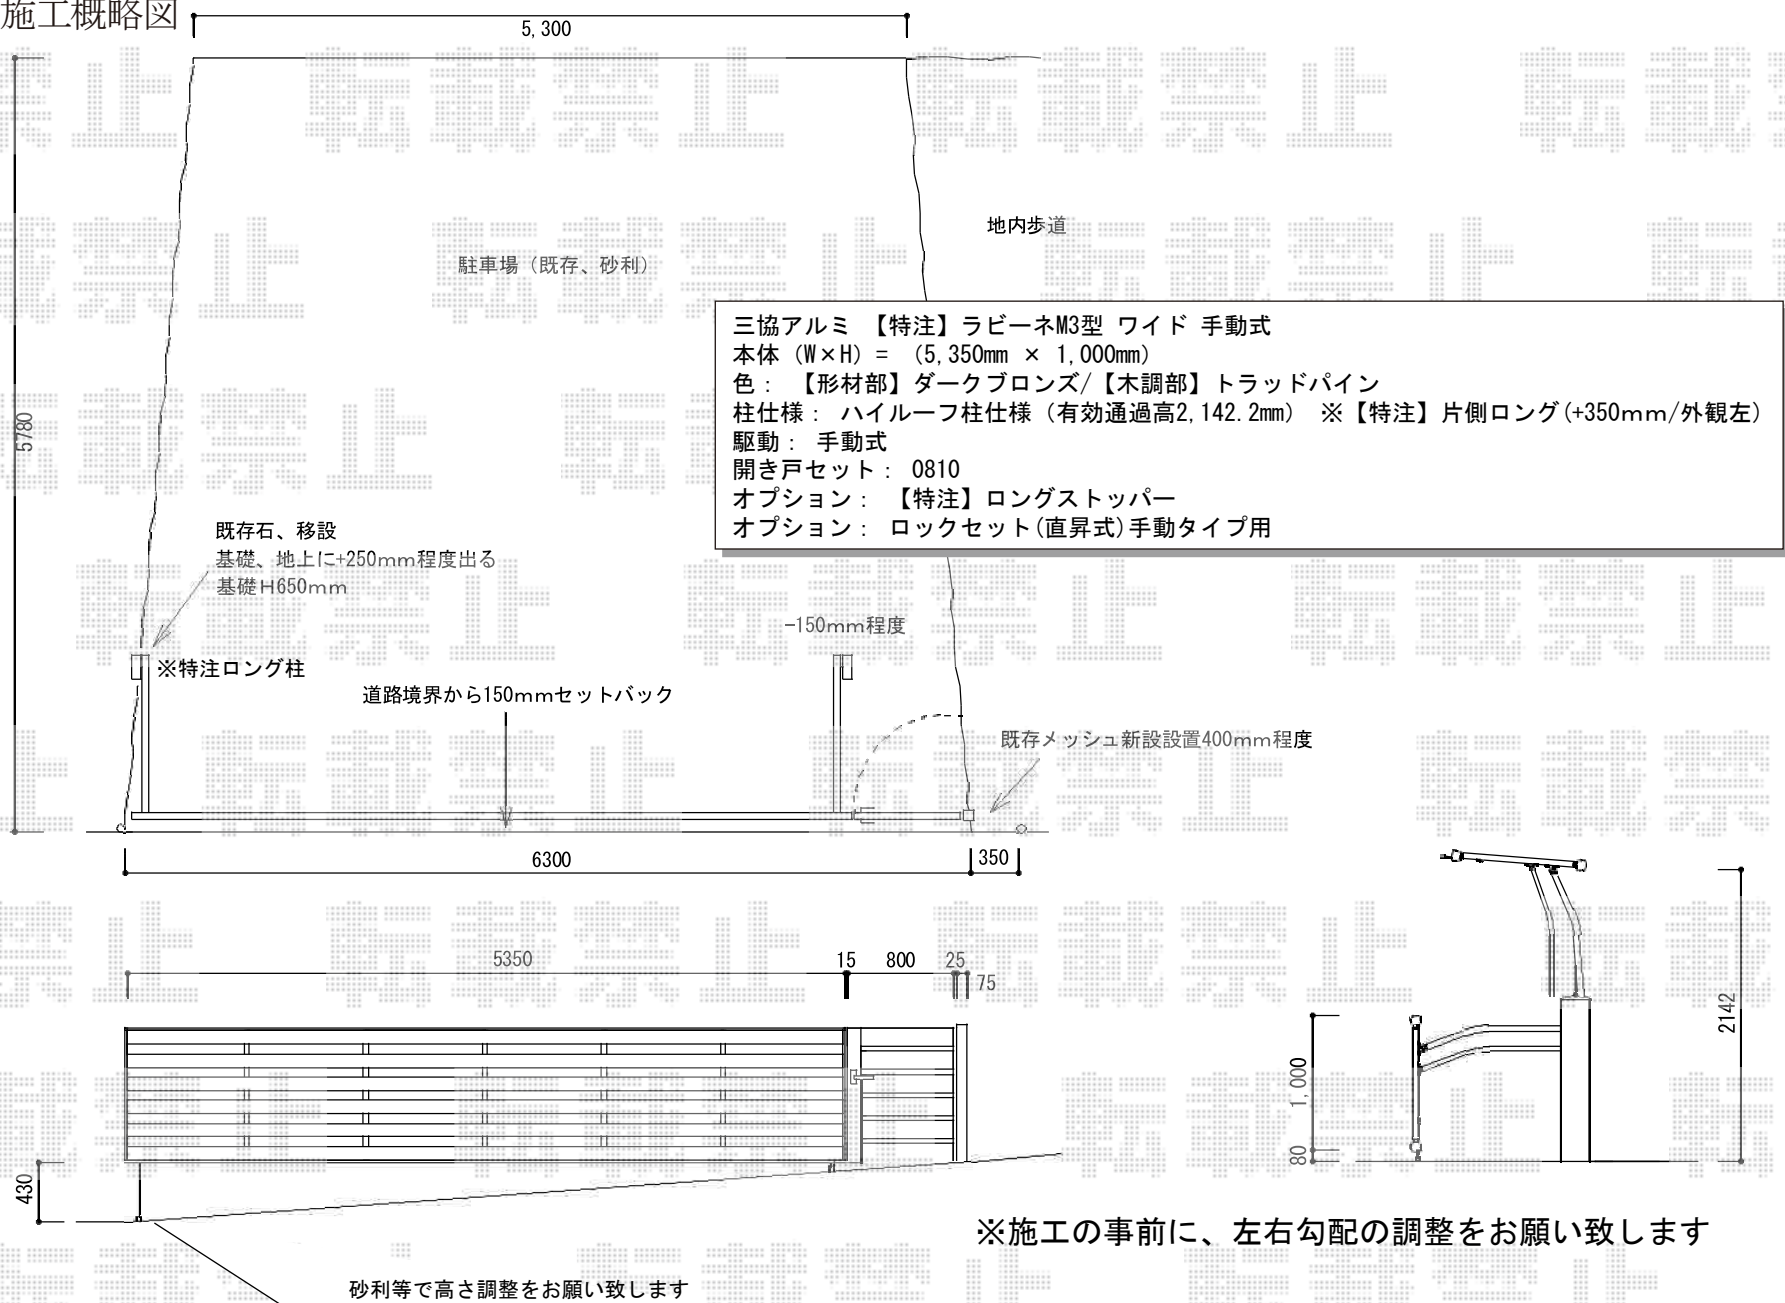 施工概略図
5,300
5780
地内歩道
駐車場（既存、砂利）
三協アルミ 【特注】ラビーネM3型 ワイド 手動式
本体（W×H）= （5,350mm × 1,000mm）
色： 【形材部】ダークブロンズ/【木調部】トラッドパイン
柱仕様： ハイルーフ柱仕様（有効通過高2,142.2mm） ※【特注】片側ロング(+350mm/外観左)
駆動： 手動式
開き戸セット： 0810
オプション： 【特注】ロングストッパー
オプション： ロックセット(直昇式)手動タイプ用
既存石、移設
基礎、地上に+250mm程度出る
基礎H650mm
-150mm程度
※特注ロング柱
道路境界から150mmセットバック
既存メッシュ新設設置400mm程度
6300
350
5350
15
800
25
75
2142
1,000
80
430
※施工の事前に、左右勾配の調整をお願い致します
砂利等で高さ調整をお願い致します
転載禁止